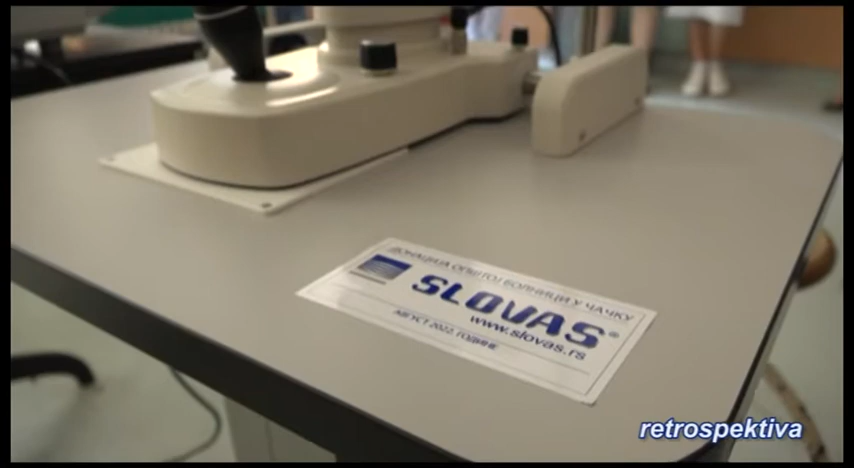 ДОНАЦИЈА ОПШТОЈ БОЛНИЦИ У ЧАЧКУ
SLOVAS®
www.slovas.rs
АВГУСТ 2022. ГОДИНЕ
retrospektiva